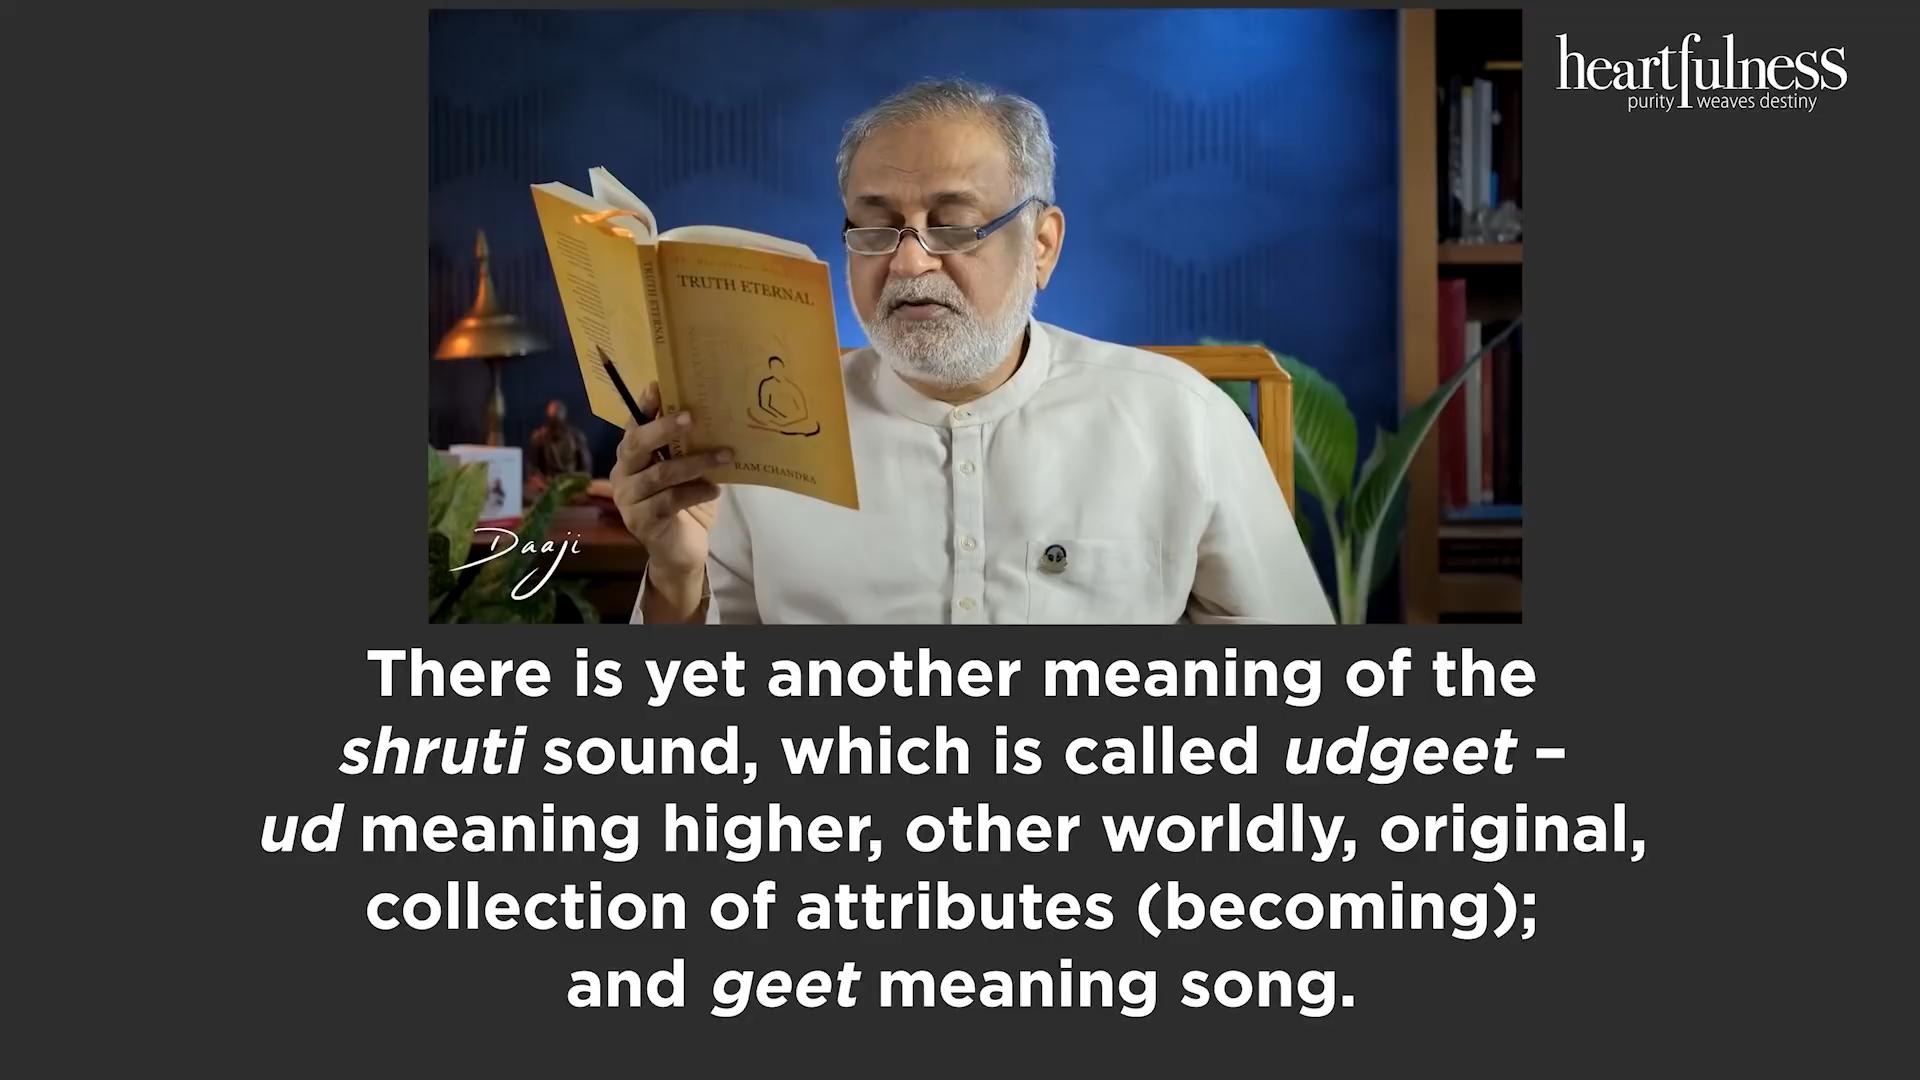 heartfulness
purity weaves destiny
TRUTH ETERNAL
TRUTH ETERNAL
RAM CHANDRA
Daaji
There is yet another meaning of the
shruti sound, which is called udgeet –
ud meaning higher, other worldly, original,
collection of attributes (becoming);
and geet meaning song.